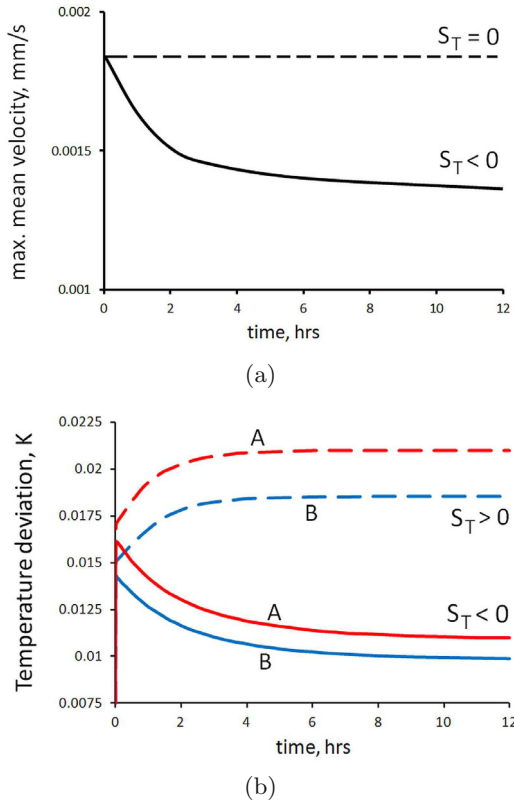 max. mean velocity, mm/s
0.002
0.0015
0.001
S_T = 0
S_T < 0
0 2 4 6 8 10 12
time, hrs
(a)
Temperature deviation, K
0.0225
0.02
0.0175
0.015
0.0125
0.01
0.0075
A
B
S_T > 0
A
B
S_T < 0
0 2 4 6 8 10 12
time, hrs
(b)